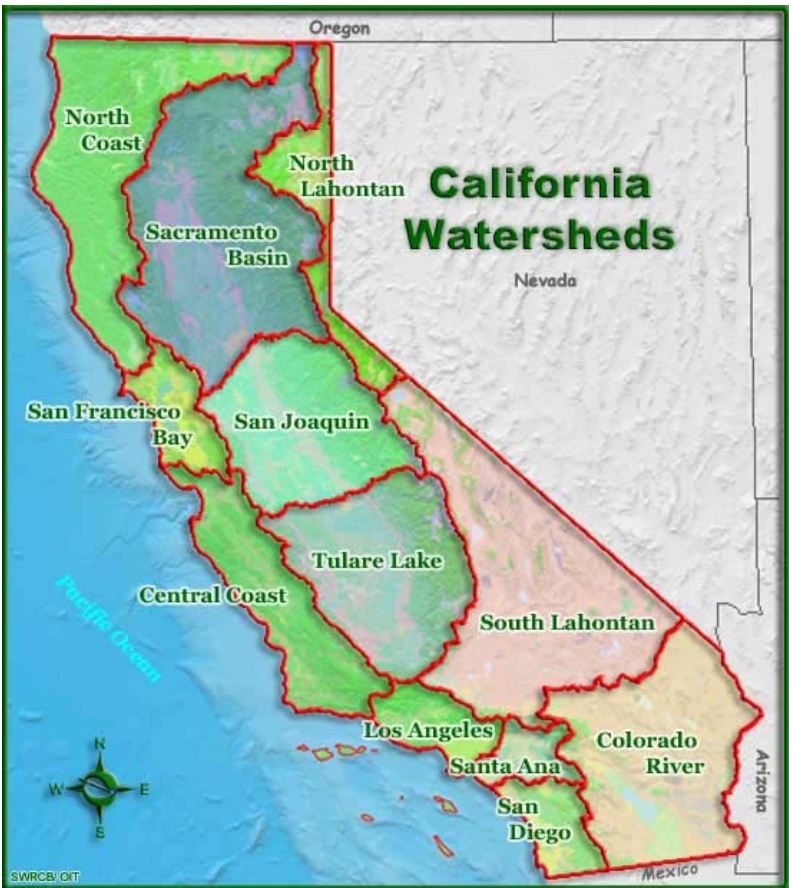 Oregon
North
Coast
North
Lahontan
California
Watersheds
Sacramento
Basin
Nevada
San Francisco
Bay
San Joaquin
Tulare Lake
Central Coast
Pacific Ocean
South Lahontan
Los Angeles
Santa Ana
Colorado
River
San
Diego
Arizona
N
W
E
S
Mexico
SWRCB/ OIT